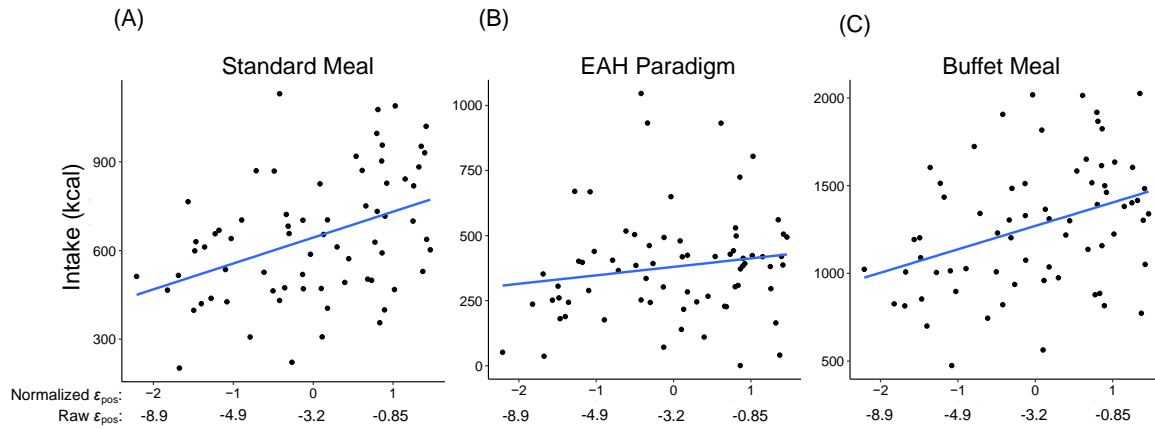 (A) (B) (C)
Standard Meal EAH Paradigm Buffet Meal
Intake (kcal)
900
600
300
1000
750
500
250
0
2000
1500
1000
500
Normalized εpos: −2 −1 0 1 −2 −1 0 1 −2 −1 0 1
Raw εpos: -8.9 -4.9 -3.2 -0.85 -8.9 -4.9 -3.2 -0.85 -8.9 -4.9 -3.2 -0.85